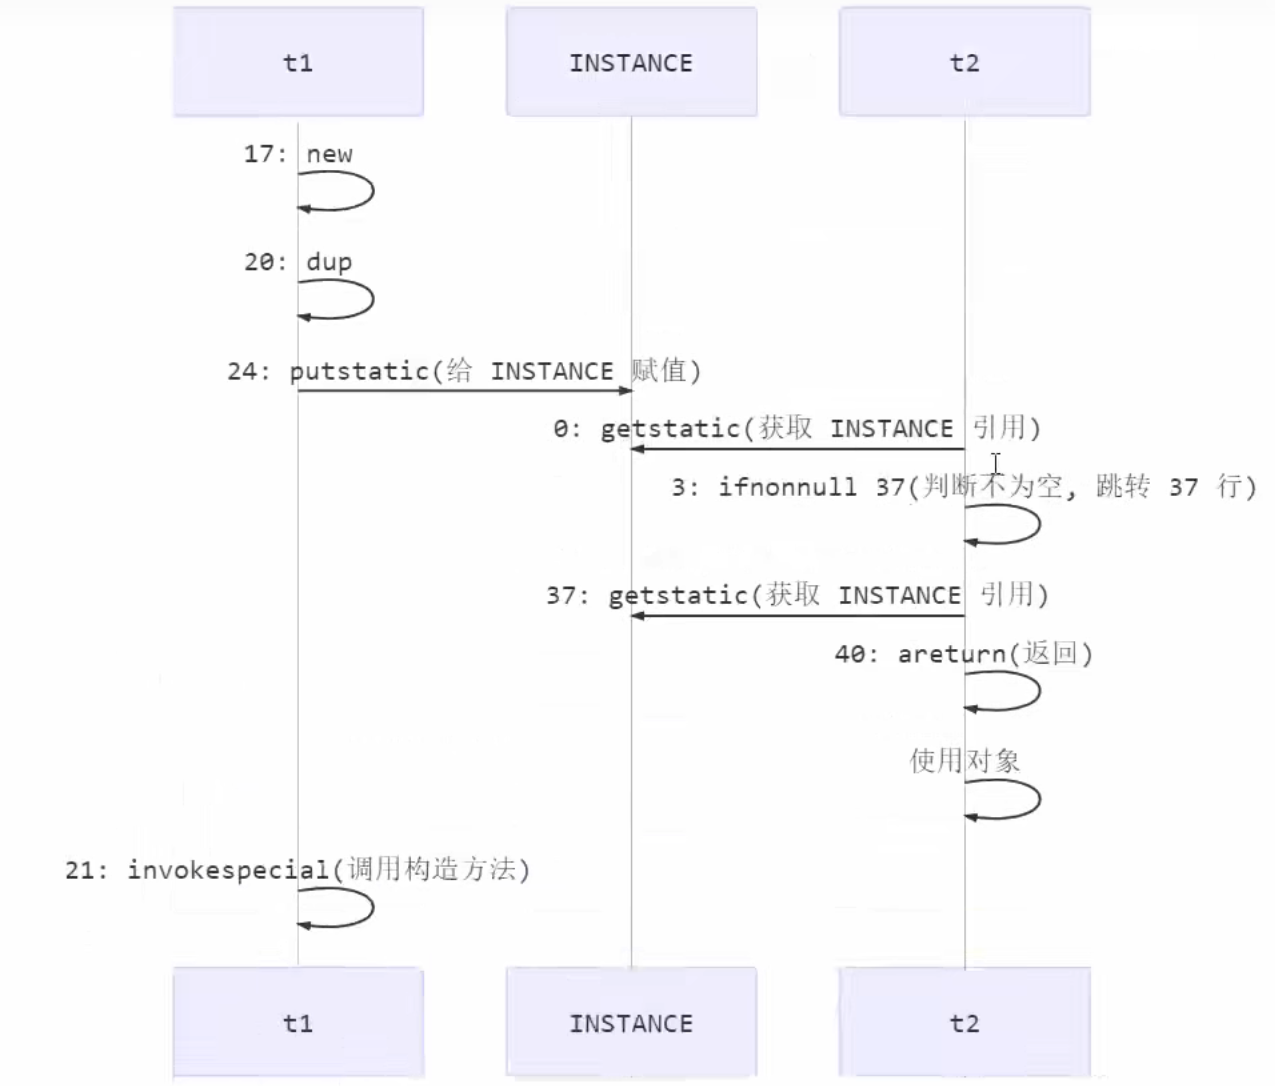 t1 INSTANCE t2
17: new
20: dup
24: putstatic(给 INSTANCE 赋值)
0: getstatic(获取 INSTANCE 引用)
3: ifnonnull 37(判断不为空, 跳转 37 行)
37: getstatic(获取 INSTANCE 引用)
40: areturn(返回)
使用对象
21: invokespecial(调用构造方法)
t1 INSTANCE t2